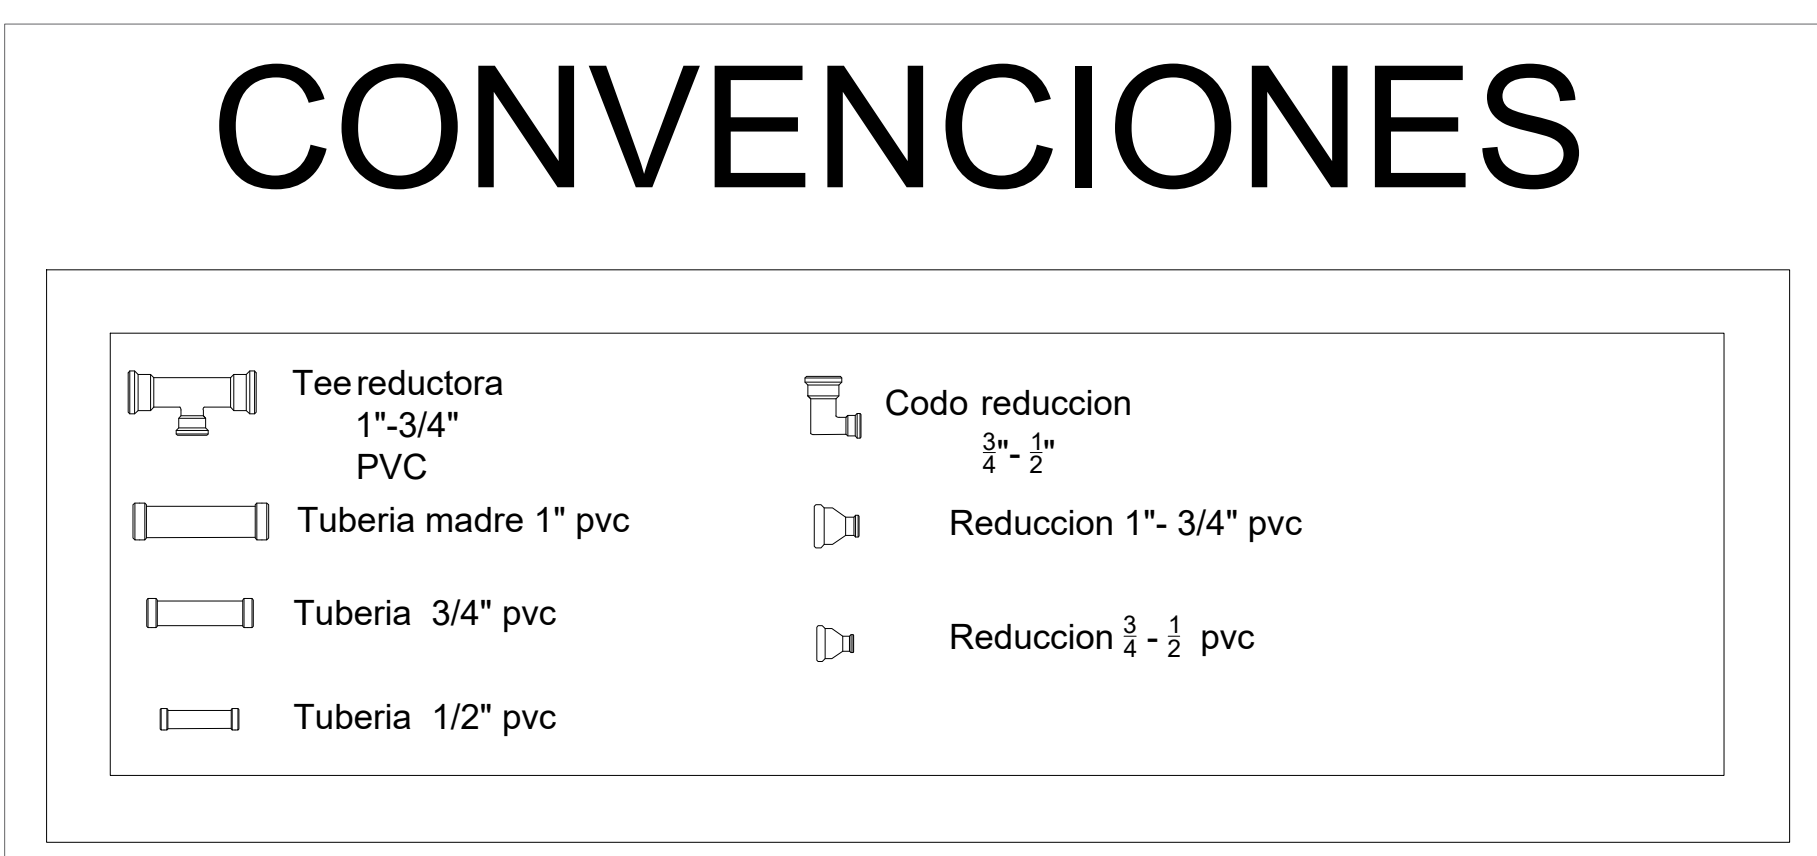 CONVENCIONES
Tee reductora
1"-3/4"
PVC
Tuberia madre 1" pvc
Tuberia 3/4" pvc
Tuberia 1/2" pvc
Codo reduccion
3/4"- 1/2"
Reduccion 1"- 3/4" pvc
Reduccion 3/4 - 1/2 pvc